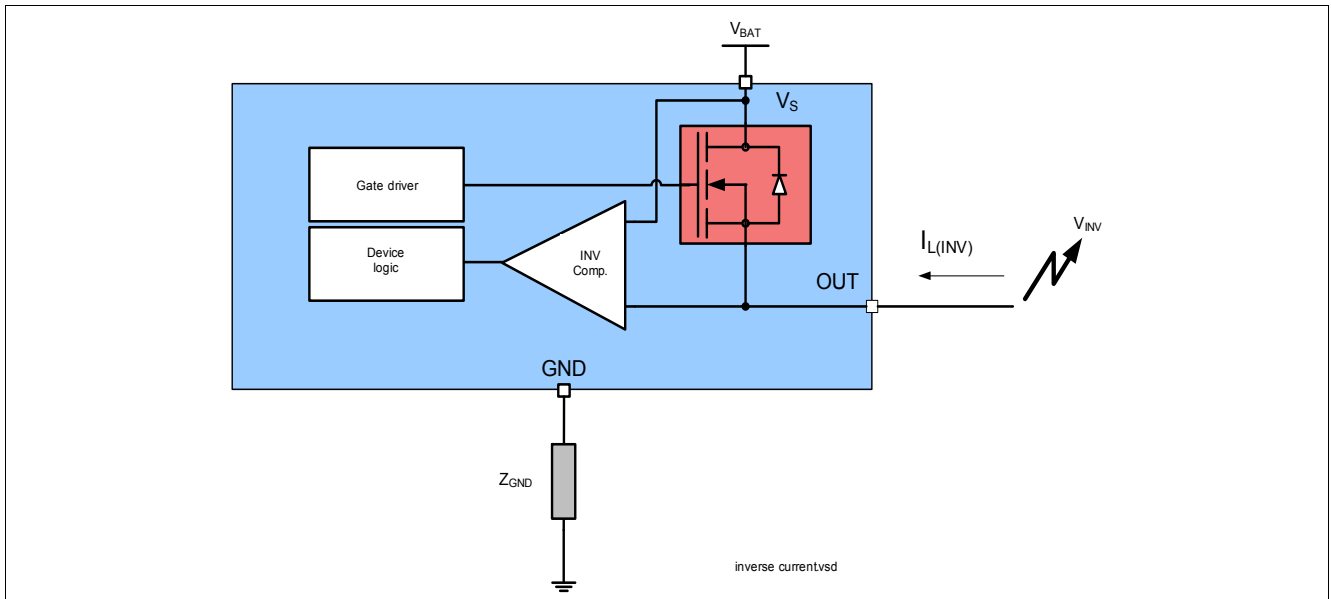 VBAT
VS
Gate driver
Device
logic
INV
Comp.
OUT
IL(INV)
VINV
GND
ZGND
inverse current.vsd